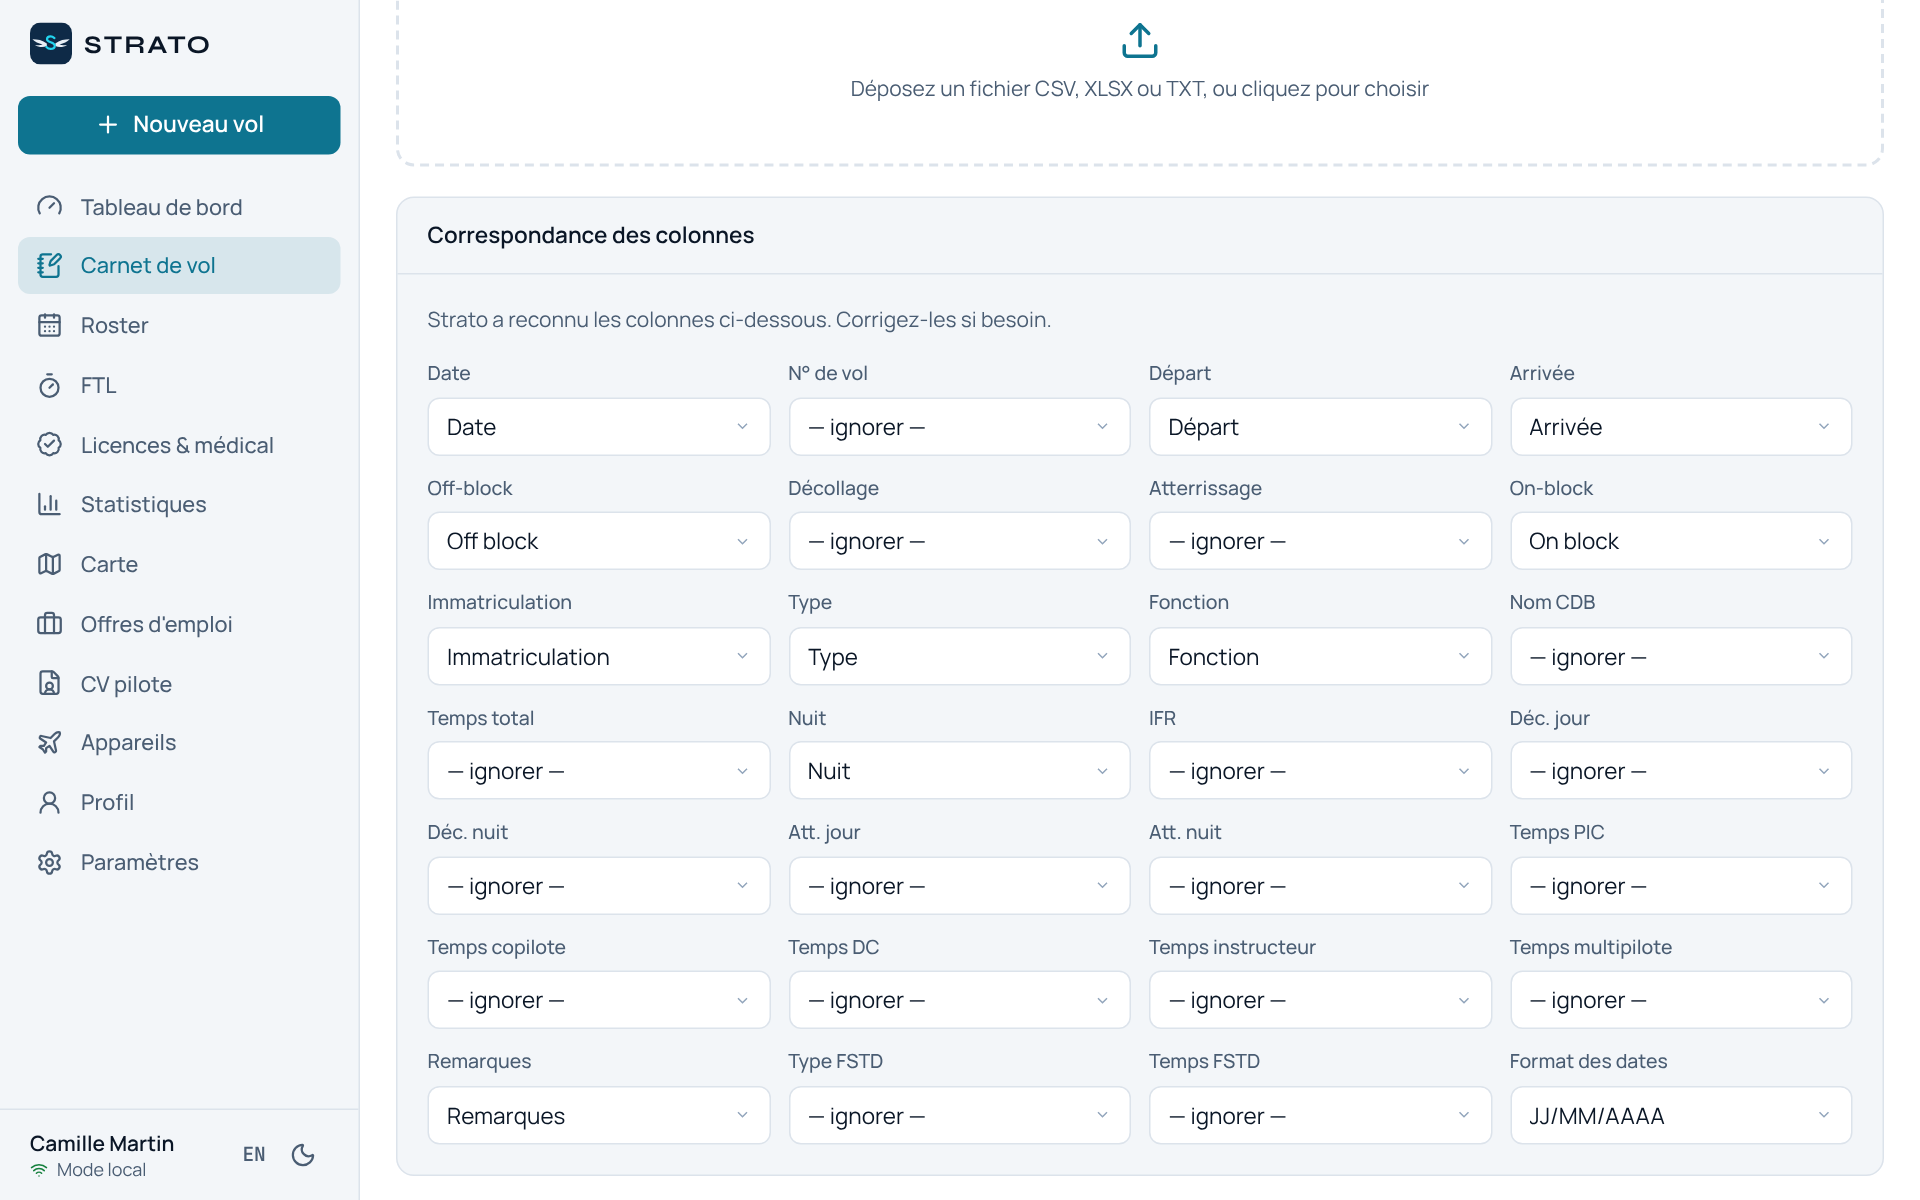 STRATO
Nouveau vol
Tableau de bord
Carnet de vol
Roster
FTL
Licences & médical
Statistiques
Carte
Offres d'emploi
CV pilote
Appareils
Profil
Paramètres
Camille Martin
Mode local
EN
Déposez un fichier CSV, XLSX ou TXT, ou cliquez pour choisir
Correspondance des colonnes
Strato a reconnu les colonnes ci-dessous. Corrigez-les si besoin.
Date
N° de vol
Départ
Arrivée
Date
— ignorer —
Départ
Arrivée
Off-block
Décollage
Atterrissage
On-block
Off block
— ignorer —
— ignorer —
On block
Immatriculation
Type
Fonction
Nom CDB
Immatriculation
Type
Fonction
— ignorer —
Temps total
Nuit
IFR
Déc. jour
— ignorer —
Nuit
— ignorer —
— ignorer —
Déc. nuit
Att. jour
Att. nuit
Temps PIC
— ignorer —
— ignorer —
— ignorer —
— ignorer —
Temps copilote
Temps DC
Temps instructeur
Temps multipilote
— ignorer —
— ignorer —
— ignorer —
— ignorer —
Remarques
Type FSTD
Temps FSTD
Format des dates
Remarques
— ignorer —
— ignorer —
JJ/MM/AAAA